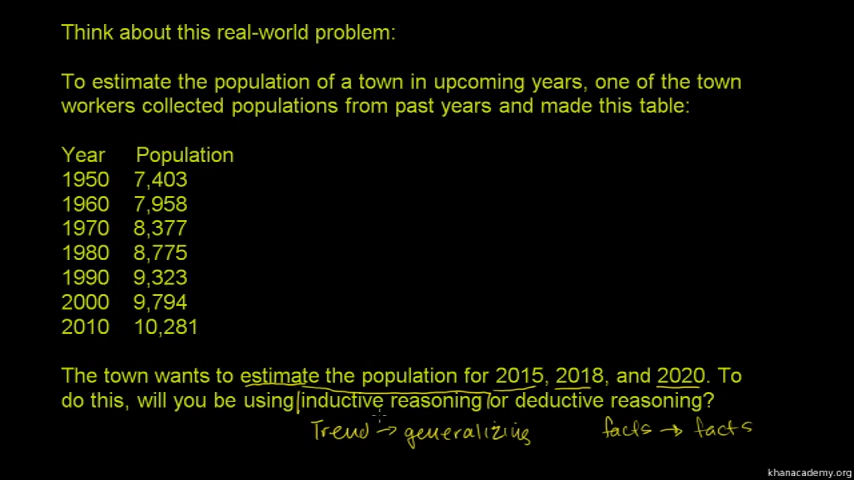 Think about this real-world problem:
To estimate the population of a town in upcoming years, one of the town
workers collected populations from past years and made this table:
Year Population
1950 7,403
1960 7,958
1970 8,377
1980 8,775
1990 9,323
2000 9,794
2010 10,281
The town wants to estimate the population for 2015, 2018, and 2020. To
do this, will you be using inductive reasoning or deductive reasoning?
Trend → generalizing facts → facts
khanacademy.org